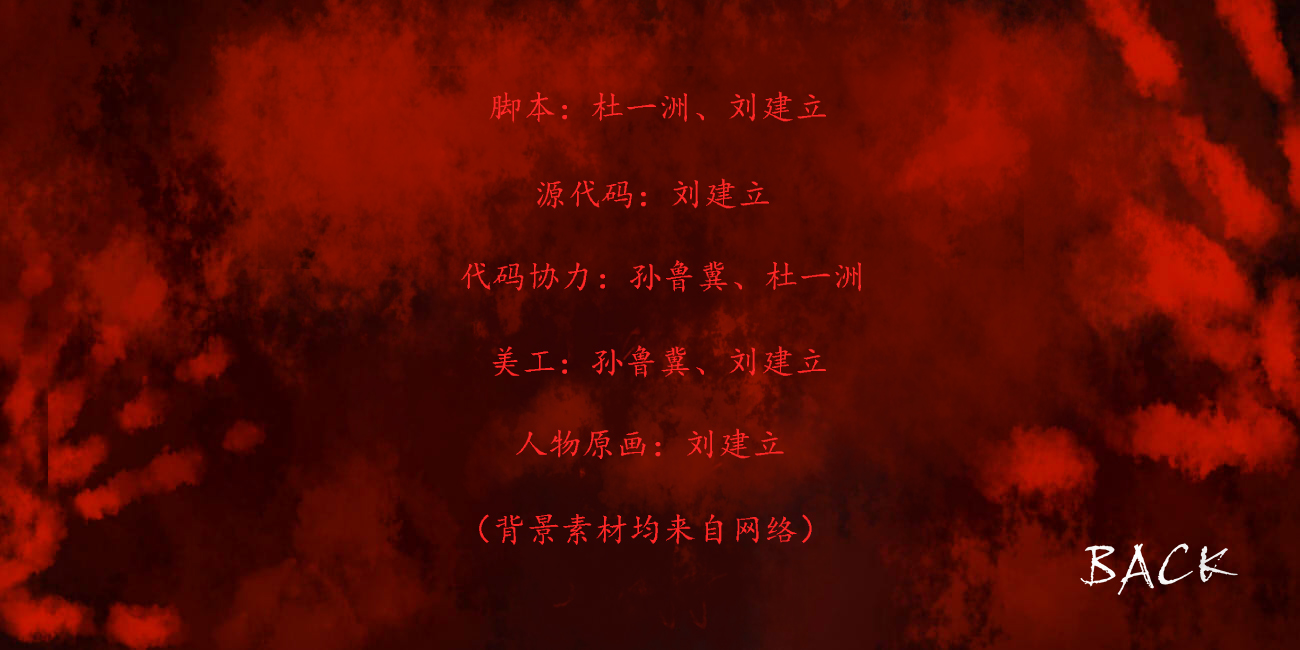 脚本：杜一洲、刘建立
源代码：刘建立
代码协力：孙鲁冀、杜一洲
美工：孙鲁冀、刘建立
人物原画：刘建立
（背景素材均来自网络）
BACK